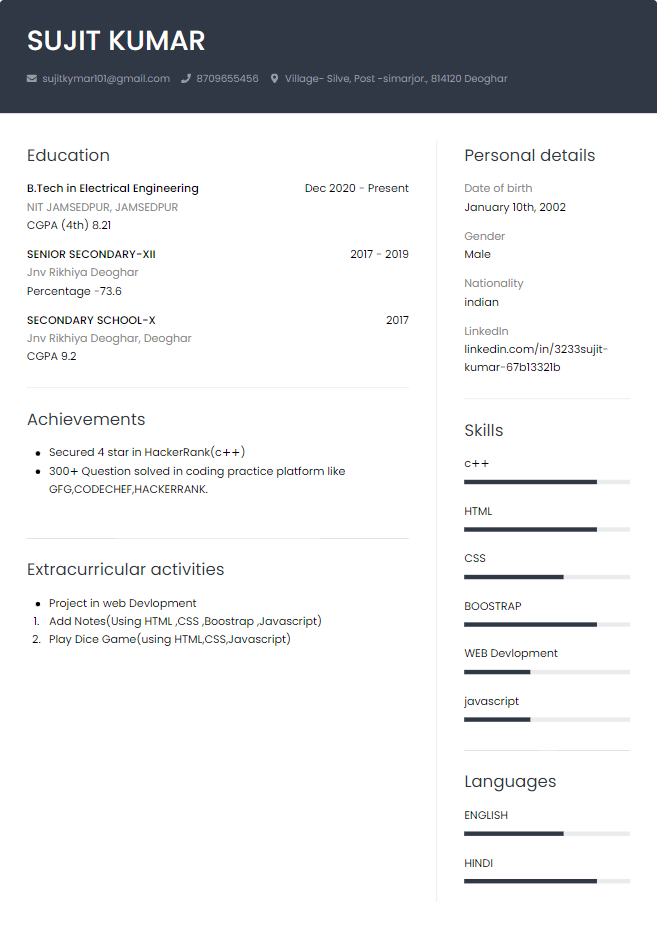 SUJIT KUMAR
sujitkymar101@gmail.com 8709655456 Village- Silve, Post -simarjor., 814120 Deoghar
Education
B.Tech in Electrical Engineering Dec 2020 - Present
NIT JAMSEDPUR, JAMSEDPUR
CGPA (4th) 8.21
SENIOR SECONDARY-XII 2017 - 2019
Jnv Rikhiya Deoghar
Percentage -73.6
SECONDARY SCHOOL-X 2017
Jnv Rikhiya Deoghar, Deoghar
CGPA 9.2
Achievements
• Secured 4 star in HackerRank(c++)
• 300+ Question solved in coding practice platform like
GFG,CODECHEF,HACKERRANK.
Extracurricular activities
• Project in web Devlopment
1. Add Notes(Using HTML ,CSS ,Boostrap ,Javascript)
2. Play Dice Game(using HTML,CSS,Javascript)
Personal details
Date of birth
January 10th, 2002
Gender
Male
Nationality
indian
LinkedIn
linkedin.com/in/3233sujit-
kumar-67b13321b
Skills
c++
HTML
CSS
BOOSTRAP
WEB Devlopment
javascript
Languages
ENGLISH
HINDI